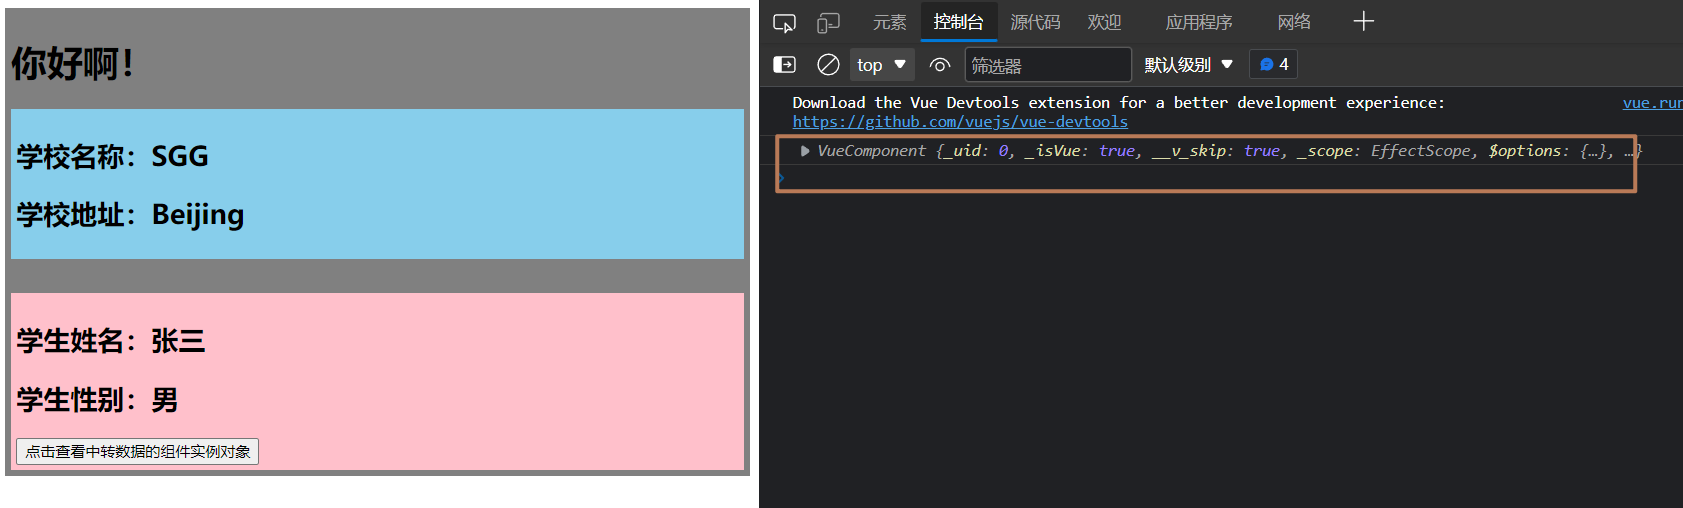 你好啊！
学校名称：SGG
学校地址：Beijing
学生姓名：张三
学生性别：男
点击查看中转数据的组件实例对象
元素 控制台 源代码 欢迎 应用程序 网络
top 筛选器 默认级别 4
Download the Vue Devtools extension for a better development experience: vue.run
https://github.com/vuejs/vue-devtools
VueComponent {_uid: 0, _isVue: true, __v_skip: true, _scope: EffectScope, $options: {…}, …}